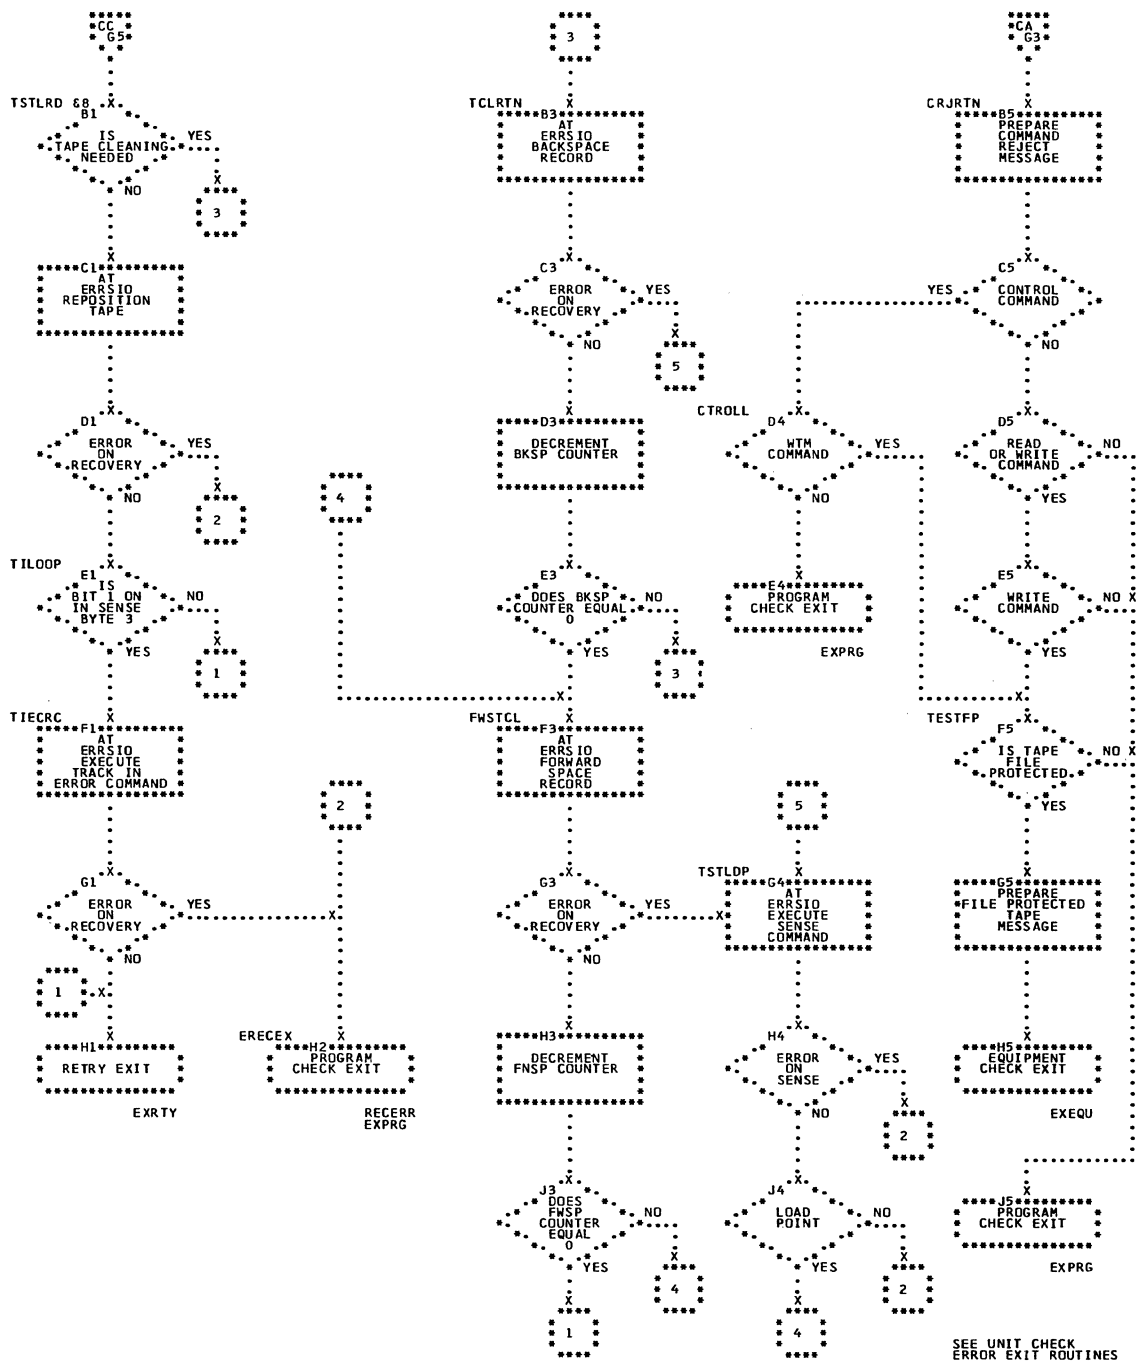 CC
G5
TSTLRD &8
B1
IS
TAPE CLEANING
NEEDED
YES
NO
3
C1
AT
ERRSIO
REPOSITION
TAPE
D1
ERROR
ON
RECOVERY
YES
NO
2
TILOOP
E1
IS
BIT 1 ON
IN SENSE
BYTE 3
NO
YES
1
TIECRC
F1
AT
ERRSIO
EXECUTE
TRACK IN
ERROR COMMAND
G1
ERROR
ON
RECOVERY
YES
NO
1
H1
RETRY EXIT
EXRTY
2
ERECEX
H2
PROGRAM
CHECK EXIT
RECERR
EXPRG
3
TCLRTN
B3
AT
ERRSIO
BACKSPACE
RECORD
C3
ERROR
ON
RECOVERY
YES
NO
5
D3
DECREMENT
BKSP COUNTER
4
E3
DOES BKSP
COUNTER EQUAL
0
NO
YES
3
FWSTCL
F3
AT
ERRSIO
FORWARD
SPACE
RECORD
G3
ERROR
ON
RECOVERY
YES
NO
H3
DECREMENT
FNSP COUNTER
J3
DOES
FWSP
COUNTER
EQUAL
0
NO
YES
4
1
CTROLL
D4
WTM
COMMAND
YES
NO
E4
PROGRAM
CHECK EXIT
EXPRG
5
TSTLDP
G4
AT
ERRSIO
EXECUTE
SENSE
COMMAND
H4
ERROR
ON
SENSE
YES
NO
2
J4
LOAD
POINT
NO
YES
2
4
CA
G3
CRJRTN
B5
PREPARE
COMMAND
REJECT
MESSAGE
C5
CONTROL
COMMAND
YES
NO
D5
READ
OR WRITE
COMMAND
NO
YES
E5
WRITE
COMMAND
NO
YES
TESTFP
F5
IS TAPE
FILE
PROTECTED
NO
YES
G5
PREPARE
FILE PROTECTED
TAPE
MESSAGE
H5
EQUIPMENT
CHECK EXIT
EXEQU
J5
PROGRAM
CHECK EXIT
EXPRG
SEE UNIT CHECK
ERROR EXIT ROUTINES